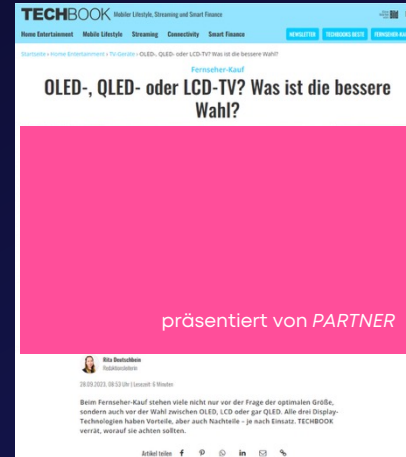 TECHBOOK Mobiler Lifestyle, Streaming und Smart Finance
Home Entertainment Mobile Lifestyle Streaming Connectivity Smart Finance NEWSLETTER TECHBOOKS BESTE FERNSEHER-KAU
Startseite › Home Entertainment › TV-Geräte › OLED-, QLED- oder LCD-TV? Was ist die bessere Wahl?
Fernseher-Kauf
OLED-, QLED- oder LCD-TV? Was ist die bessere
Wahl?
präsentiert von PARTNER
Rita Deutschbein
Redaktionsleiterin
28.09.2023, 08:53 Uhr | Lesezeit: 6 Minuten
Beim Fernseher-Kauf stehen viele nicht nur vor der Frage der optimalen Größe,
sondern auch vor der Wahl zwischen OLED, LCD oder gar QLED. Alle drei Display-
Technologien haben Vorteile, aber auch Nachteile – je nach Einsatz. TECHBOOK
verrät, worauf sie achten sollten.
Artikel teilen